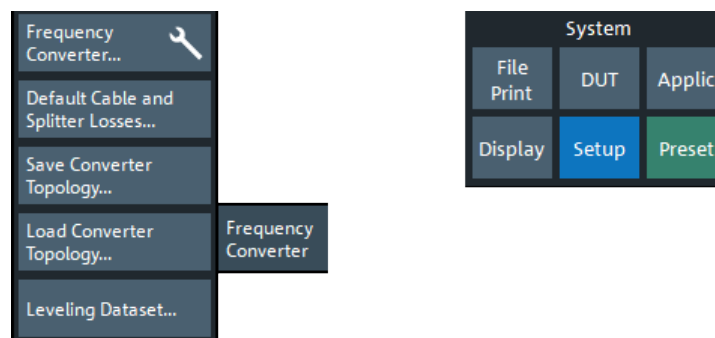 Frequency
Converter...
Default Cable and
Splitter Losses...
Save Converter
Topology...
Load Converter
Topology...
Leveling Dataset...
Frequency
Converter
System
File
Print
DUT
Applic
Display
Setup
Preset